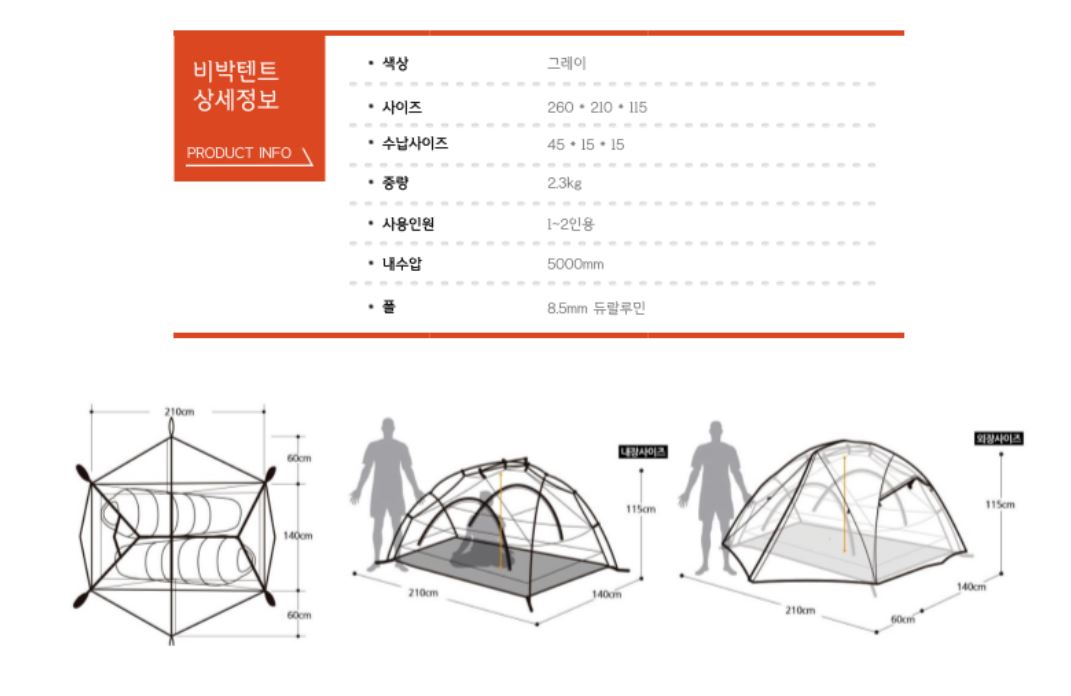 비박텐트
상세정보
PRODUCT INFO
• 색상 그레이
• 사이즈 260 * 210 * 115
• 수납사이즈 45 * 15 * 15
• 중량 2.3kg
• 사용인원 1~2인용
• 내수압 5000mm
• 폴 8.5mm 듀랄루민
210cm
60cm
140cm
60cm
내장사이즈
115cm
210cm
140cm
외장사이즈
115cm
140cm
210cm
60cm